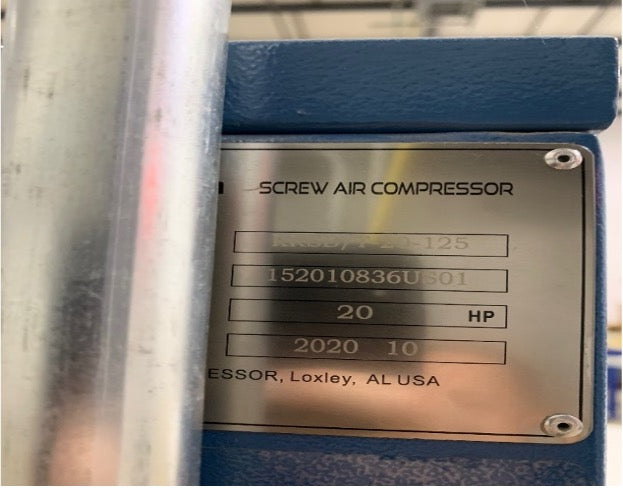 SCREW AIR COMPRESSOR
152010836US01
20 HP
2020 10
ESSOR, Loxley, AL USA